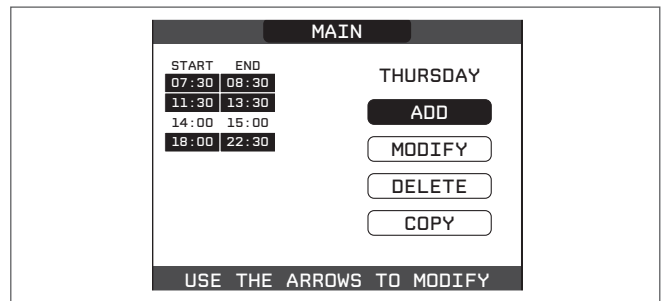 MAIN
START END
THURSDAY
07:30 08:30
11:30 13:30
14:00 15:00
18:00 22:30
ADD
MODIFY
DELETE
COPY
USE THE ARROWS TO MODIFY